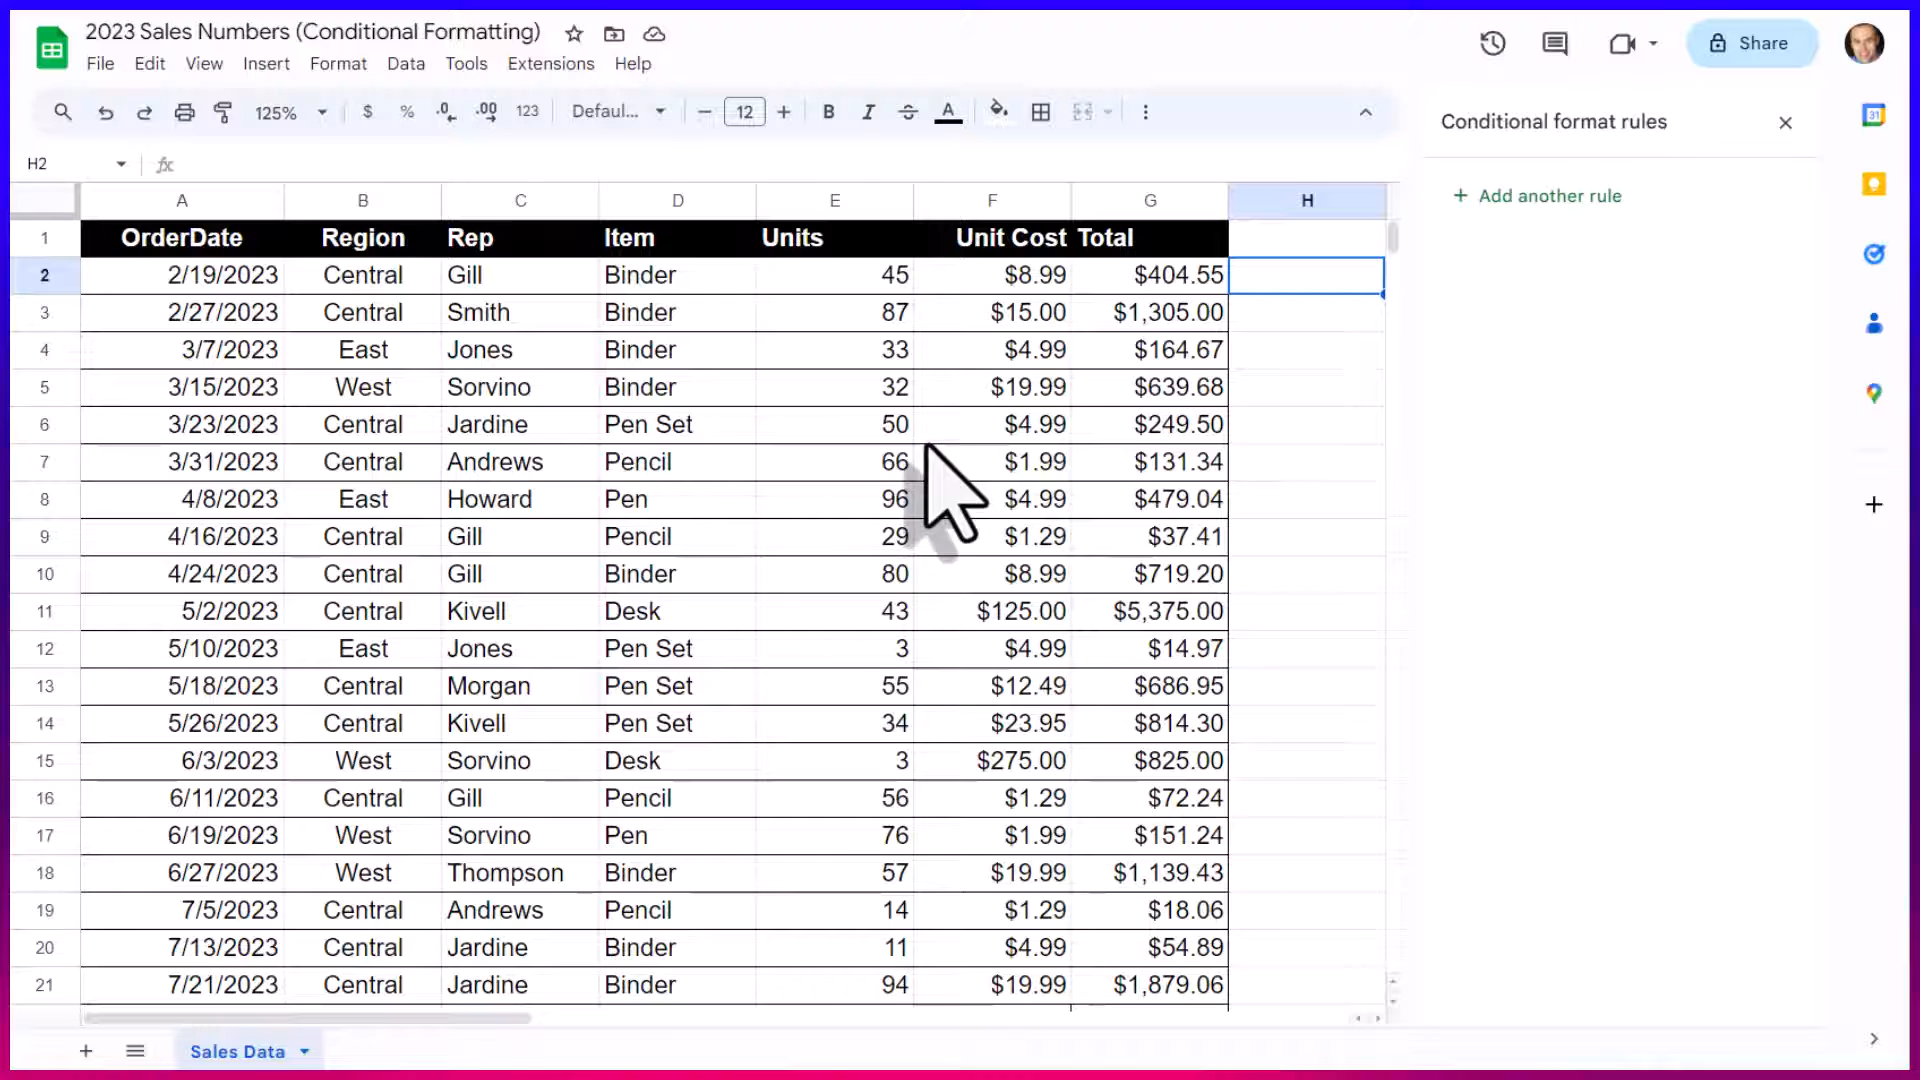 2023 Sales Numbers (Conditional Formatting)
File Edit View Insert Format Data Tools Extensions Help
Share
125% $ % .0 .00 123 Defaul... 12 B I S A
Conditional format rules
31
H2 fx
+ Add another rule
A B C D E F G H
1 OrderDate Region Rep Item Units Unit Cost Total
2 2/19/2023 Central Gill Binder 45 $8.99 $404.55
3 2/27/2023 Central Smith Binder 87 $15.00 $1,305.00
4 3/7/2023 East Jones Binder 33 $4.99 $164.67
5 3/15/2023 West Sorvino Binder 32 $19.99 $639.68
6 3/23/2023 Central Jardine Pen Set 50 $4.99 $249.50
7 3/31/2023 Central Andrews Pencil 66 $1.99 $131.34
8 4/8/2023 East Howard Pen 96 $4.99 $479.04
9 4/16/2023 Central Gill Pencil 29 $1.29 $37.41
10 4/24/2023 Central Gill Binder 80 $8.99 $719.20
11 5/2/2023 Central Kivell Desk 43 $125.00 $5,375.00
12 5/10/2023 East Jones Pen Set 3 $4.99 $14.97
13 5/18/2023 Central Morgan Pen Set 55 $12.49 $686.95
14 5/26/2023 Central Kivell Pen Set 34 $23.95 $814.30
15 6/3/2023 West Sorvino Desk 3 $275.00 $825.00
16 6/11/2023 Central Gill Pencil 56 $1.29 $72.24
17 6/19/2023 West Sorvino Pen 76 $1.99 $151.24
18 6/27/2023 West Thompson Binder 57 $19.99 $1,139.43
19 7/5/2023 Central Andrews Pencil 14 $1.29 $18.06
20 7/13/2023 Central Jardine Binder 11 $4.99 $54.89
21 7/21/2023 Central Jardine Binder 94 $19.99 $1,879.06
Sales Data